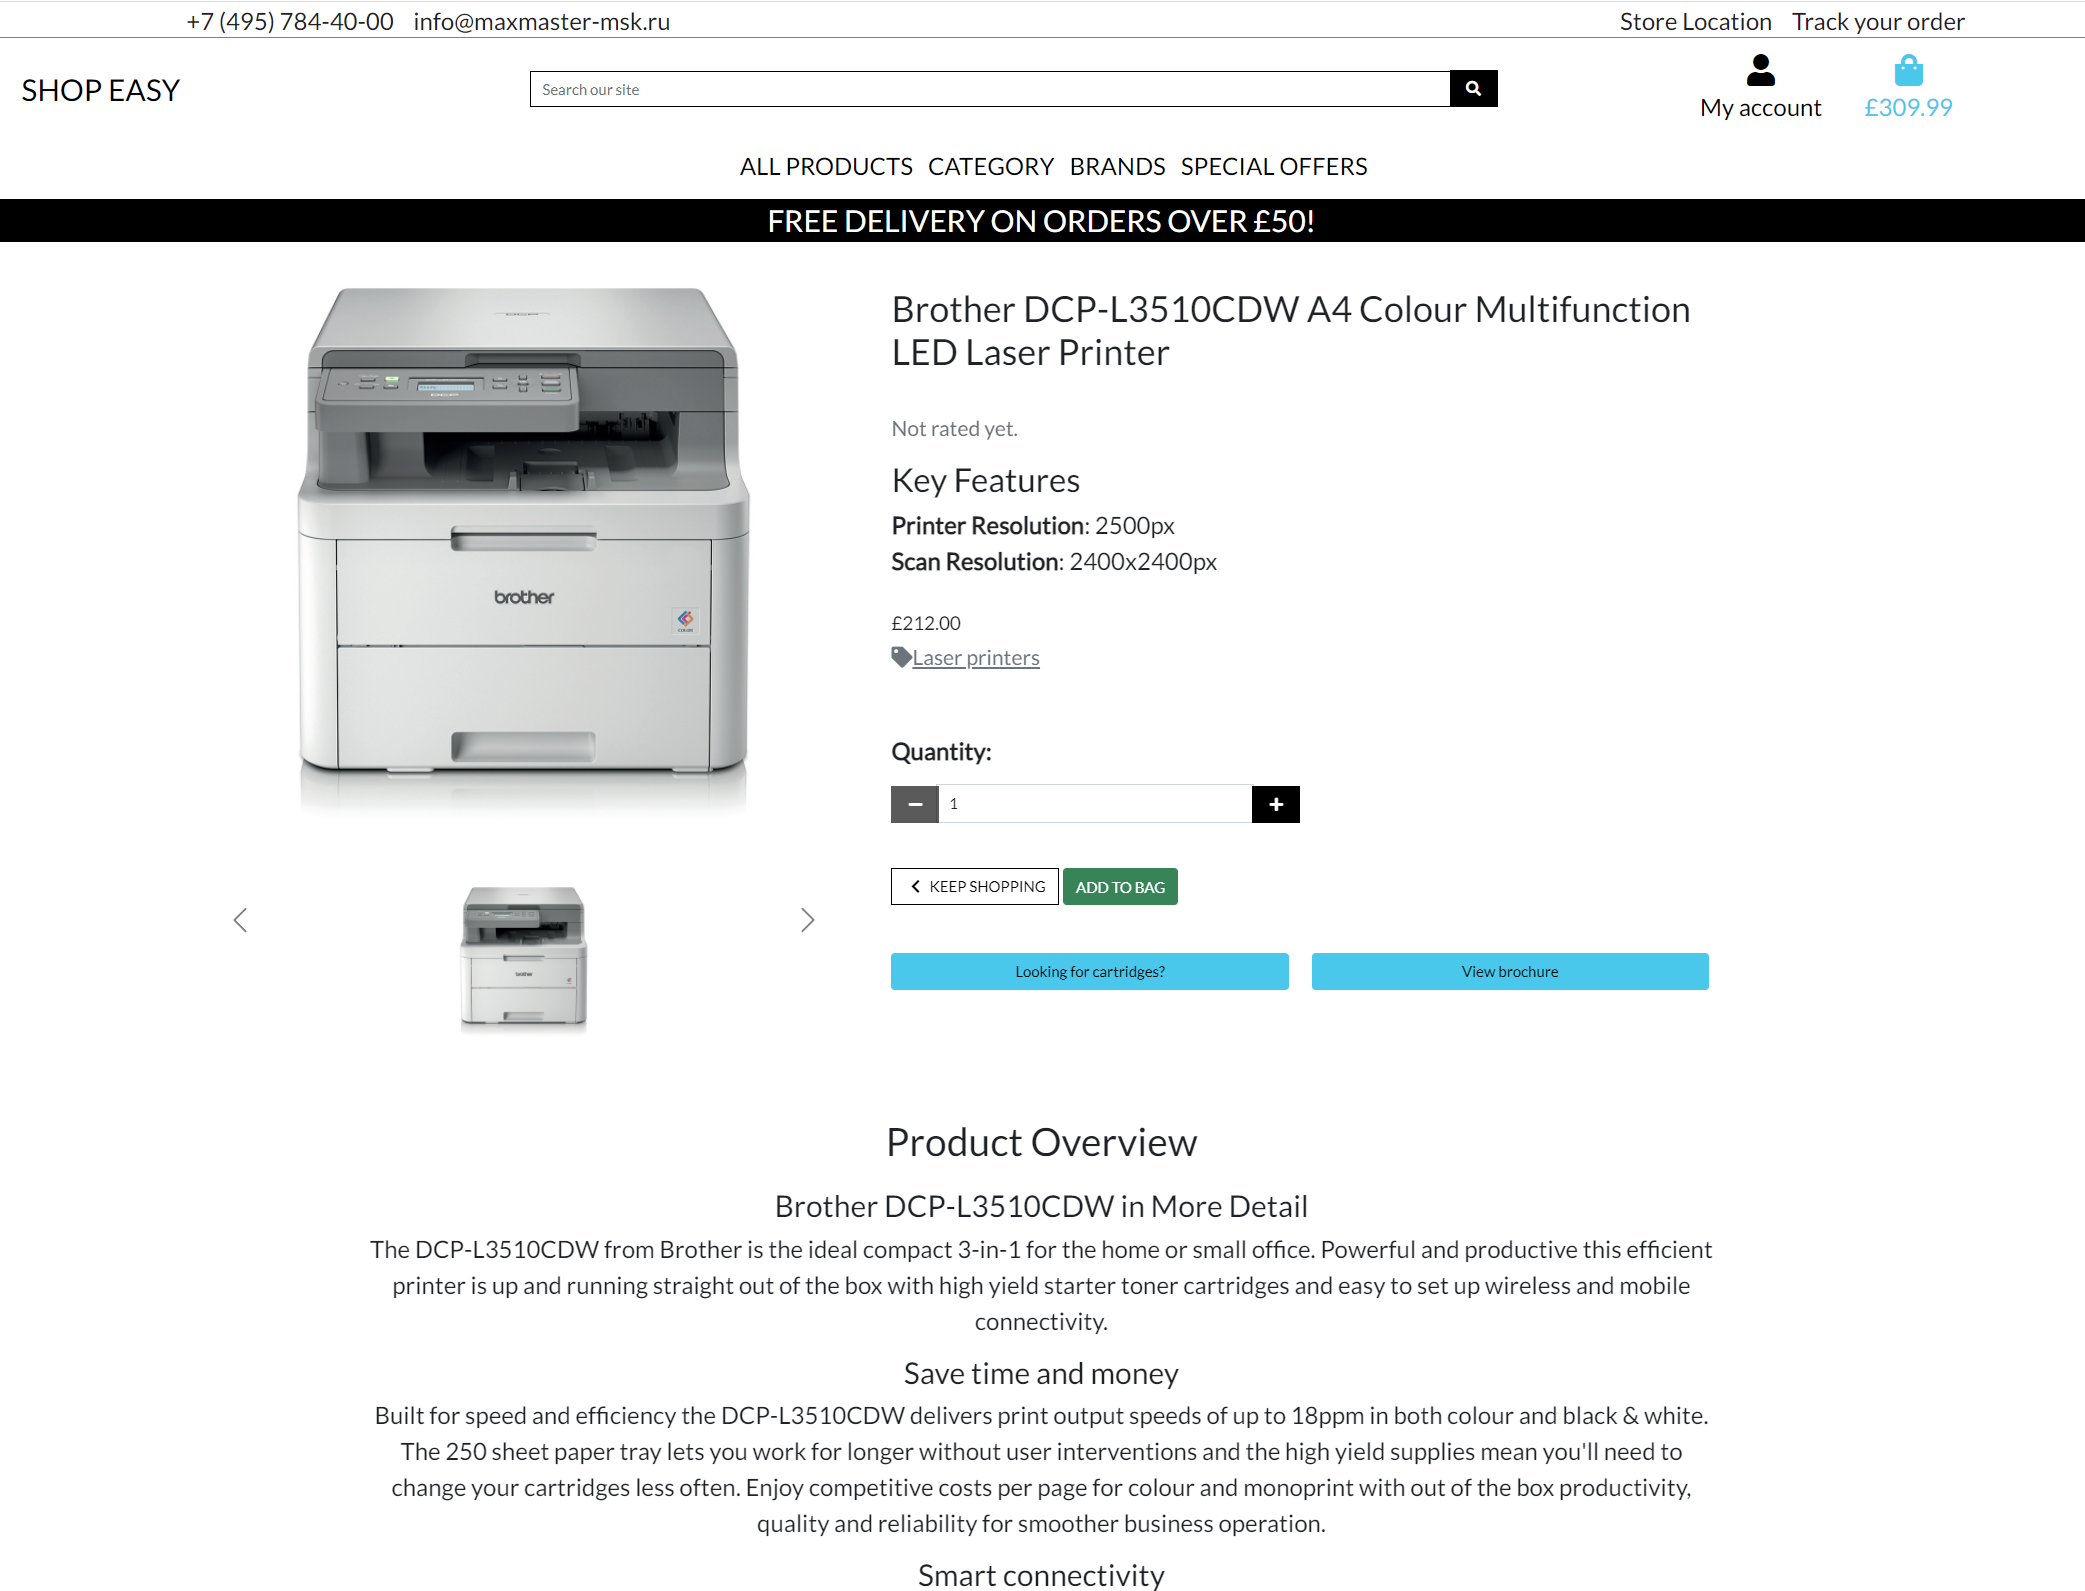 +7 (495) 784-40-00 info@maxmaster-msk.ru Store Location Track your order
SHOP EASY
Search our site
My account
£309.99
ALL PRODUCTS CATEGORY BRANDS SPECIAL OFFERS
FREE DELIVERY ON ORDERS OVER £50!
DCP
brother
COLOR
brother
Brother DCP-L3510CDW A4 Colour Multifunction
LED Laser Printer
Not rated yet.
Key Features
Printer Resolution: 2500px
Scan Resolution: 2400x2400px
£212.00
Laser printers
Quantity:
1
KEEP SHOPPING ADD TO BAG
Looking for cartridges? View brochure
Product Overview
Brother DCP-L3510CDW in More Detail
The DCP-L3510CDW from Brother is the ideal compact 3-in-1 for the home or small office. Powerful and productive this efficient
printer is up and running straight out of the box with high yield starter toner cartridges and easy to set up wireless and mobile
connectivity.
Save time and money
Built for speed and efficiency the DCP-L3510CDW delivers print output speeds of up to 18ppm in both colour and black & white.
The 250 sheet paper tray lets you work for longer without user interventions and the high yield supplies mean you'll need to
change your cartridges less often. Enjoy competitive costs per page for colour and monoprint with out of the box productivity,
quality and reliability for smoother business operation.
Smart connectivity